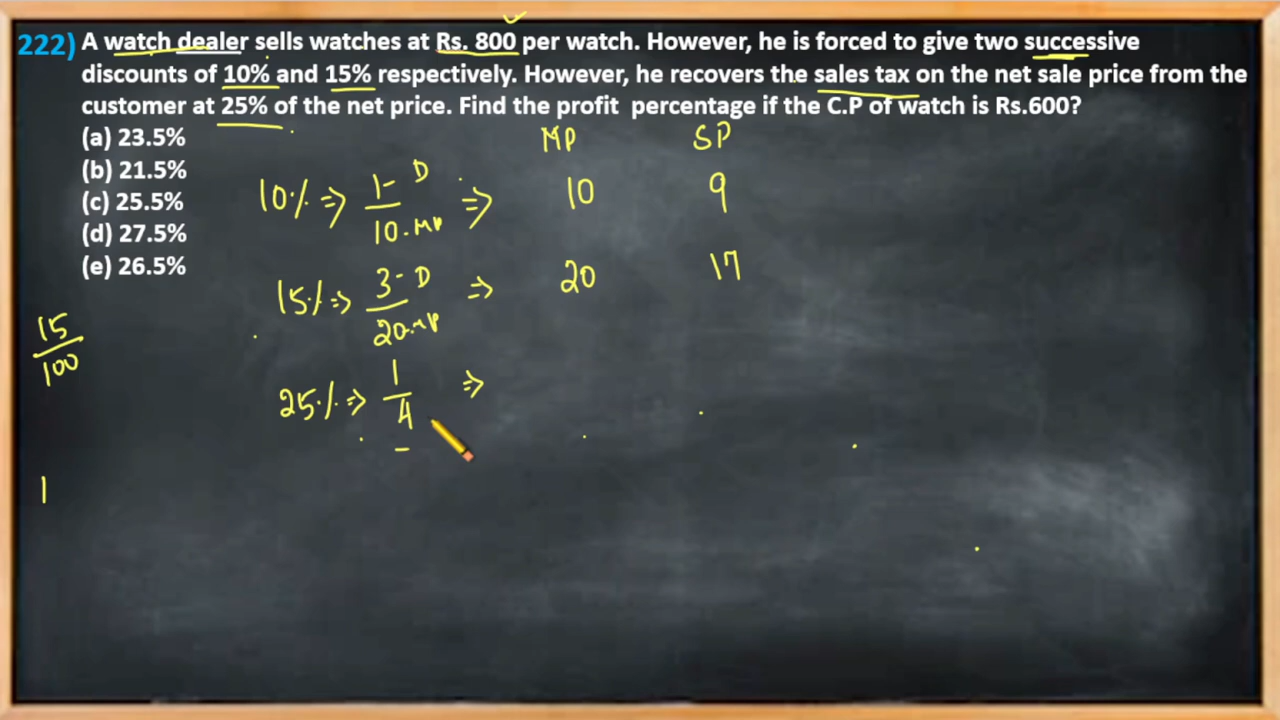 222) A watch dealer sells watches at Rs. 800 per watch. However, he is forced to give two successive
discounts of 10% and 15% respectively. However, he recovers the sales tax on the net sale price from the
customer at 25% of the net price. Find the profit percentage if the C.P of watch is Rs.600?
(a) 23.5%
(b) 21.5%
(c) 25.5%
(d) 27.5%
(e) 26.5%
MP SP
10% ⇒ 1 - D / 10 - MP ⇒ 10 9
15% ⇒ 3 - D / 20 - MP ⇒ 20 17
15/100
25% ⇒ 1/4 ⇒
1